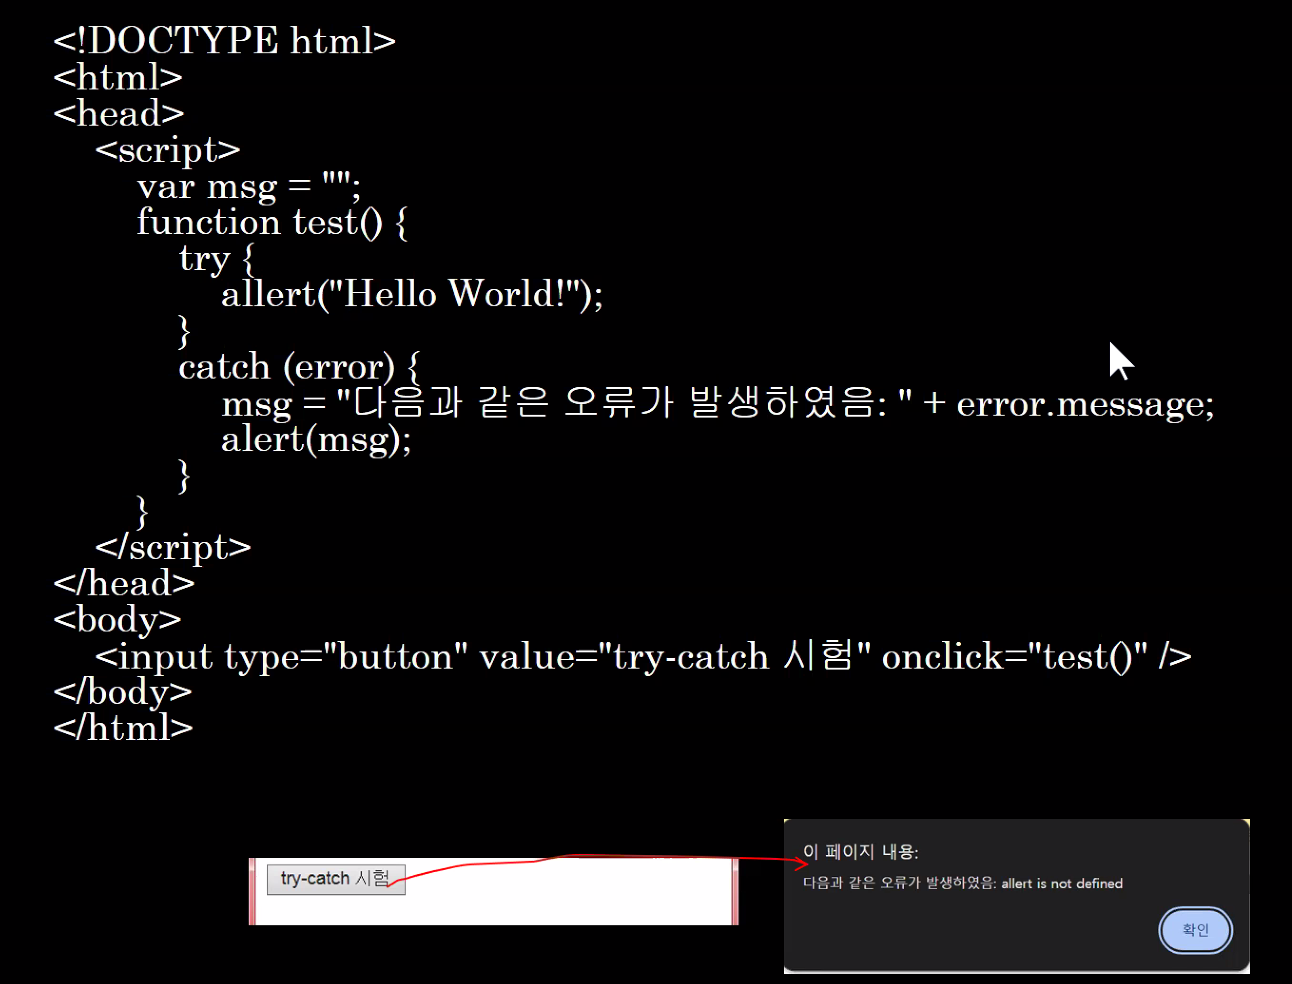 <!DOCTYPE html>
<html>
<head>
<script>
var msg = "";
function test() {
try {
allert("Hello World!");
}
catch (error) {
msg = "다음과 같은 오류가 발생하였음: " + error.message;
alert(msg);
}
}
</script>
</head>
<body>
<input type="button" value="try-catch 시험" onclick="test()" />
</body>
</html>
try-catch 시험
이 페이지 내용:
다음과 같은 오류가 발생하였음: allert is not defined
확인